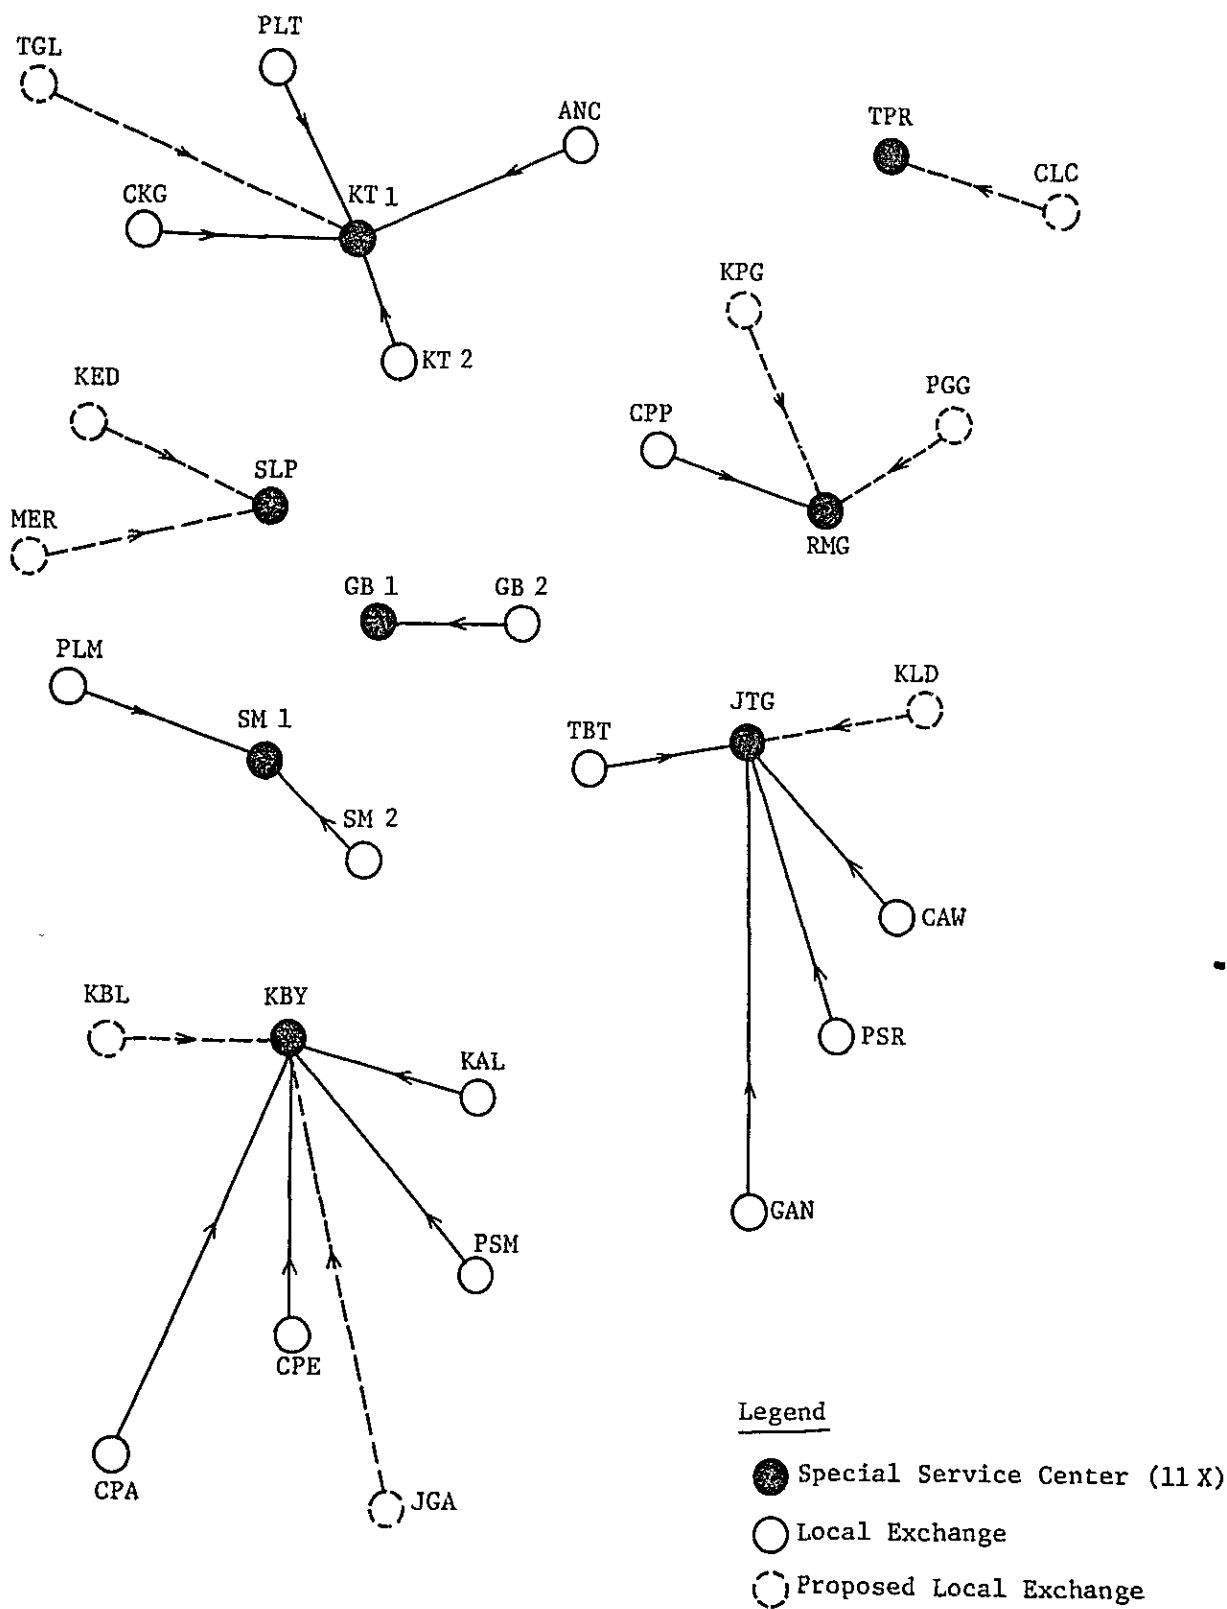 PLT
TGL
ANC
TPR
CLC
CKG
KT 1
KPG
KT 2
KED
PGG
CPP
SLP
MER
RMG
GB 1
GB 2
PLM
KLD
JTG
SM 1
TBT
SM 2
CAW
KBL
KBY
PSR
KAL
GAN
PSM
CPE
CPA
JGA
Legend
Special Service Center (11 X)
Local Exchange
Proposed Local Exchange